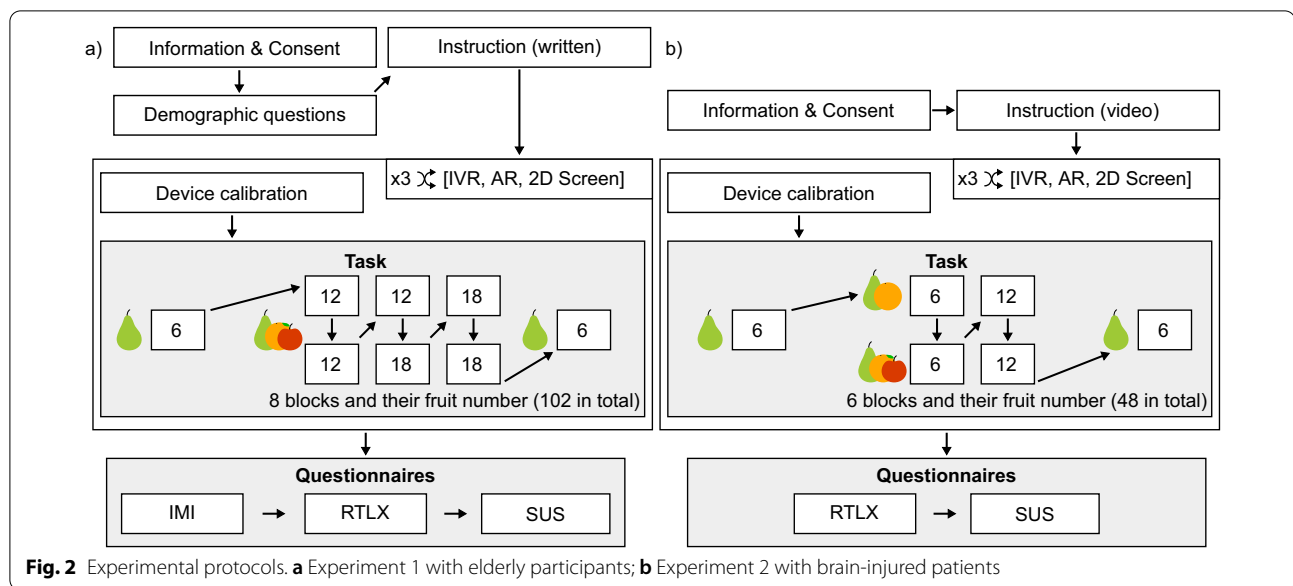 a)
Information & Consent
Instruction (written)
Demographic questions
x3 [IVR, AR, 2D Screen]
Device calibration
Task
6
12
12
18
12
18
18
6
8 blocks and their fruit number (102 in total)
Questionnaires
IMI
RTLX
SUS
b)
Information & Consent
Instruction (video)
x3 [IVR, AR, 2D Screen]
Device calibration
Task
6
6
12
6
12
6
6 blocks and their fruit number (48 in total)
Questionnaires
RTLX
SUS
Fig. 2 Experimental protocols. a Experiment 1 with elderly participants; b Experiment 2 with brain-injured patients